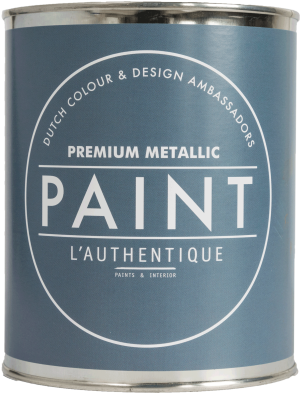 DUTCH COLOUR & DESIGN AMBASSADORS
PREMIUM METALLIC
PAINT
L'AUTHENTIQUE
PAINTS & INTERIOR